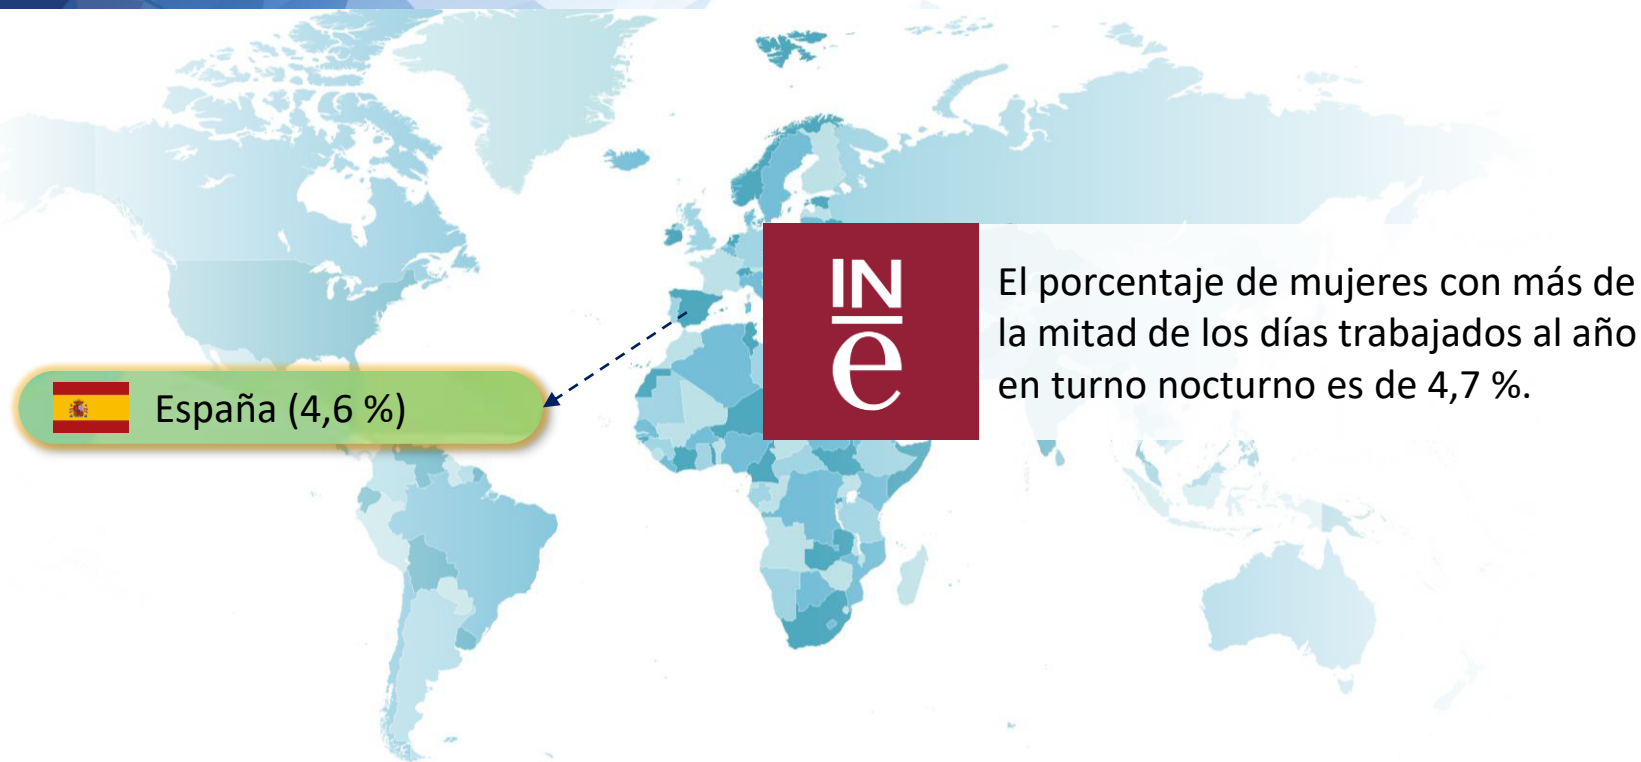 IN
e
El porcentaje de mujeres con más de
la mitad de los días trabajados al año
en turno nocturno es de 4,7 %.
España (4,6 %)